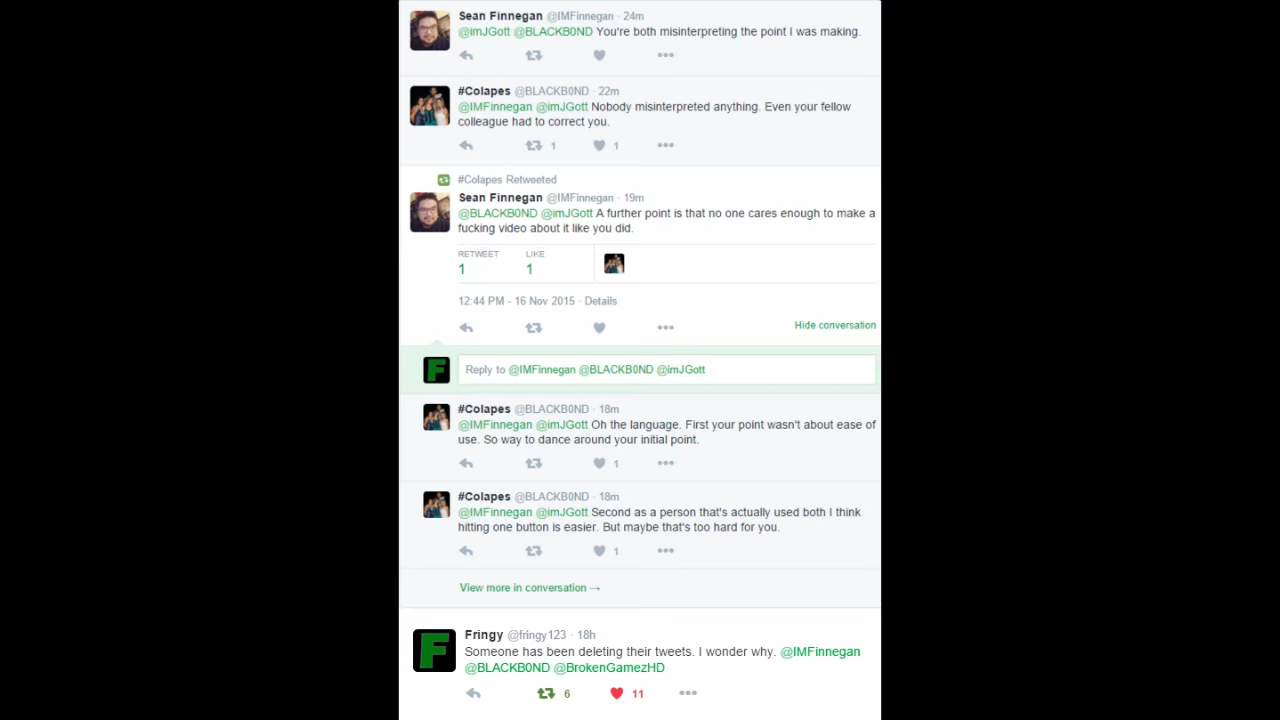 Sean Finnegan @IMFinnegan · 24m
@imJGott @BLACKB0ND You're both misinterpreting the point I was making.
#Colapes @BLACKB0ND · 22m
@IMFinnegan @imJGott Nobody misinterpreted anything. Even your fellow
colleague had to correct you.
1 1
#Colapes Retweeted
Sean Finnegan @IMFinnegan · 19m
@BLACKB0ND @imJGott A further point is that no one cares enough to make a
fucking video about it like you did.
RETWEET LIKE
1 1
12:44 PM - 16 Nov 2015 · Details
Hide conversation
F Reply to @IMFinnegan @BLACKB0ND @imJGott
#Colapes @BLACKB0ND · 18m
@IMFinnegan @imJGott Oh the language. First your point wasn't about ease of
use. So way to dance around your initial point.
1
#Colapes @BLACKB0ND · 18m
@IMFinnegan @imJGott Second as a person that's actually used both I think
hitting one button is easier. But maybe that's too hard for you.
1
View more in conversation →
F Fringy @fringy123 · 18h
Someone has been deleting their tweets. I wonder why. @IMFinnegan
@BLACKB0ND @BrokenGamezHD
6 11